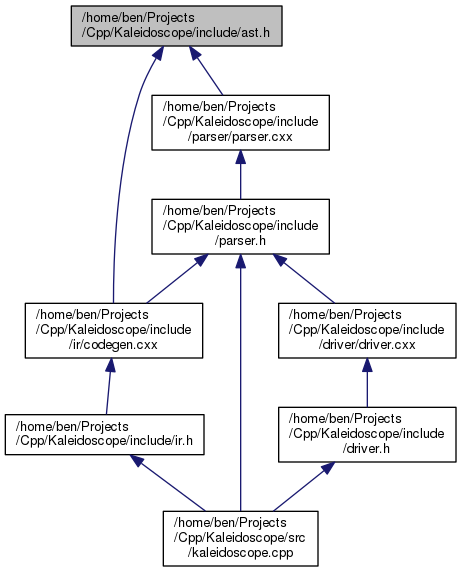 /home/ben/Projects
/Cpp/Kaleidoscope/include/ast.h
/home/ben/Projects
/Cpp/Kaleidoscope/include
/parser/parser.cxx
/home/ben/Projects
/Cpp/Kaleidoscope/include
/parser.h
/home/ben/Projects
/Cpp/Kaleidoscope/include
/ir/codegen.cxx
/home/ben/Projects
/Cpp/Kaleidoscope/include
/driver/driver.cxx
/home/ben/Projects
/Cpp/Kaleidoscope/include/ir.h
/home/ben/Projects
/Cpp/Kaleidoscope/include
/driver.h
/home/ben/Projects
/Cpp/Kaleidoscope/src
/kaleidoscope.cpp